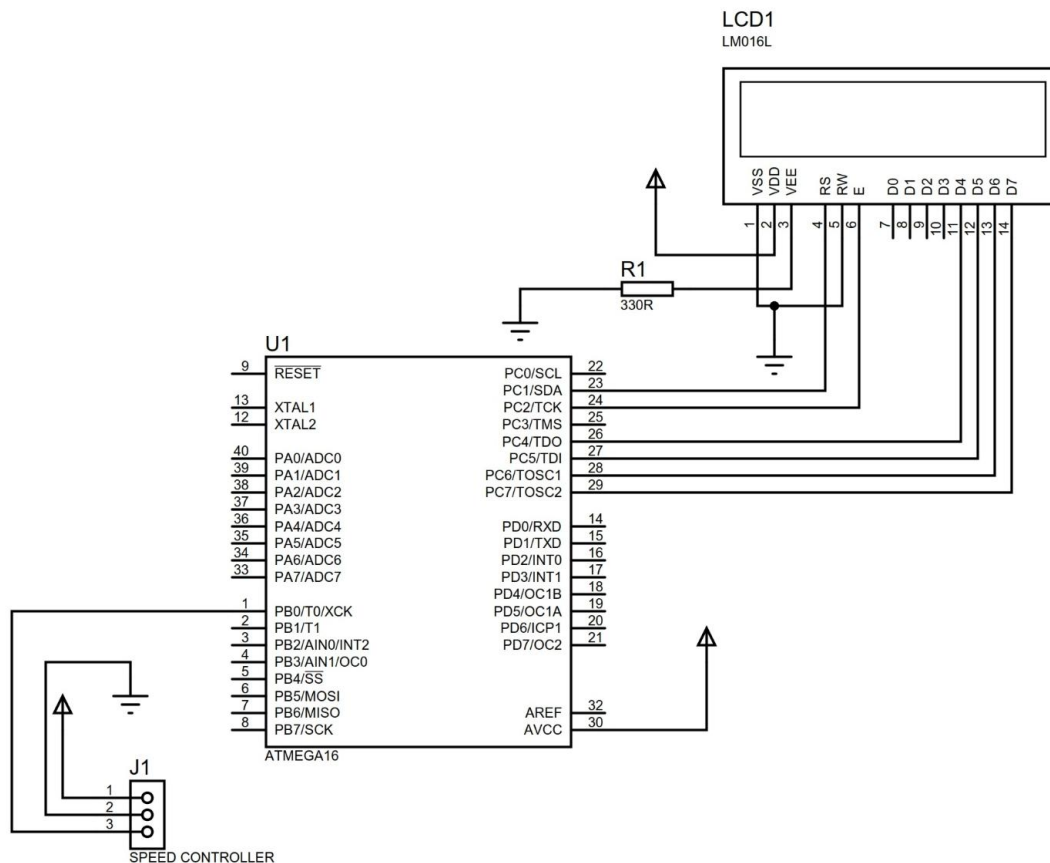 LCD1
LM016L
VSS VDD VEE RS RW E D0 D1 D2 D3 D4 D5 D6 D7
1 2 3 4 5 6 7 8 9 10 11 12 13 14
R1
330R
U1
9 RESET PC0/SCL 22
PC1/SDA 23
13 XTAL1 PC2/TCK 24
12 XTAL2 PC3/TMS 25
PC4/TDO 26
40 PA0/ADC0 PC5/TDI 27
39 PA1/ADC1 PC6/TOSC1 28
38 PA2/ADC2 PC7/TOSC2 29
37 PA3/ADC3
36 PA4/ADC4 PD0/RXD 14
35 PA5/ADC5 PD1/TXD 15
34 PA6/ADC6 PD2/INT0 16
33 PA7/ADC7 PD3/INT1 17
PD4/OC1B 18
1 PB0/T0/XCK PD5/OC1A 19
2 PB1/T1 PD6/ICP1 20
3 PB2/AIN0/INT2 PD7/OC2 21
4 PB3/AIN1/OC0
5 PB4/SS
6 PB5/MOSI
7 PB6/MISO AREF 32
8 PB7/SCK AVCC 30
ATMEGA16
J1
1
2
3
SPEED CONTROLLER